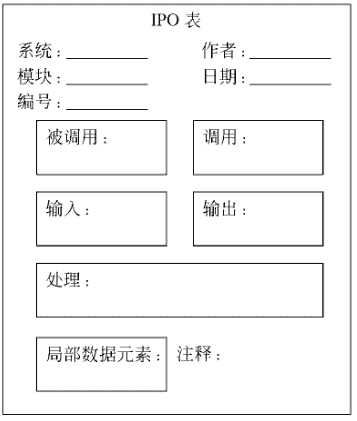 IPO 表
系统：
作者：
模块：
日期：
编号：
被调用：
调用：
输入：
输出：
处理：
局部数据元素：
注释：